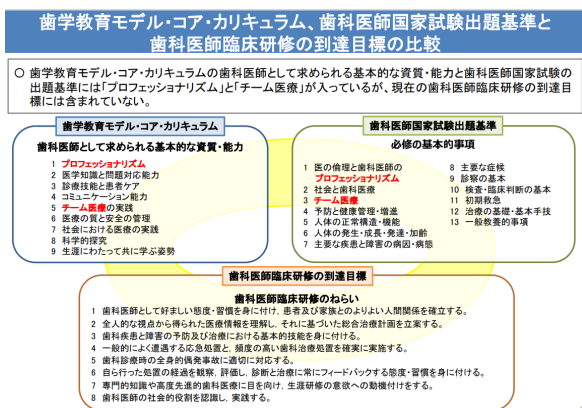 歯学教育モデル・コア・カリキュラム、歯科医師国家試験出題基準と
歯科医師臨床研修の到達目標の比較
○ 歯学教育モデル・コア・カリキュラムの歯科医師として求められる基本的な資質・能力と歯科医師国家試験の
出題基準には「プロフェッショナリズム」と「チーム医療」が入っているが、現在の歯科医師臨床研修の到達目
標には含まれていない。
歯学教育モデル・コア・カリキュラム
歯科医師として求められる基本的な資質・能力
1 プロフェッショナリズム
2 医学知識と問題対応能力
3 診療技能と患者ケア
4 コミュニケーション能力
5 チーム医療の実践
6 医療の質と安全の管理
7 社会における医療の実践
8 科学的探究
9 生涯にわたって共に学ぶ姿勢
歯科医師国家試験出題基準
必修の基本的事項
1 医の倫理と歯科医師の
プロフェッショナリズム
2 社会と歯科医療
3 チーム医療
4 予防と健康管理・増進
5 人体の正常構造・機能
6 人体の発生・成長・発達・加齢
7 主要な疾患と障害の病因・病態
8 主要な症候
9 診察の基本
10 検査・臨床判断の基本
11 初期救急
12 治療の基礎・基本手技
13 一般教養的事項
歯科医師臨床研修の到達目標
歯科医師臨床研修のねらい
1 歯科医師として好ましい態度・習慣を身に付け、患者及び家族とのよりよい人間関係を確立する。
2 全人的な視点から得られた医療情報を理解し、それに基づいた総合治療計画を立案する。
3 歯科疾患と障害の予防及び治療における基本的技能を身に付ける。
4 一般的によく遭遇する応急処置と、頻度の高い歯科治療処置を確実に実施する。
5 歯科診療時の全身的偶発事故に適切に対応する。
6 自ら行った処置の経過を観察、評価し、診断と治療に常にフィードバックする態度・習慣を身に付ける。
7 専門的知識や高度先進的歯科医療に目を向け、生涯研修の意欲への動機付けをする。
8 歯科医師の社会的役割を認識し、実践する。